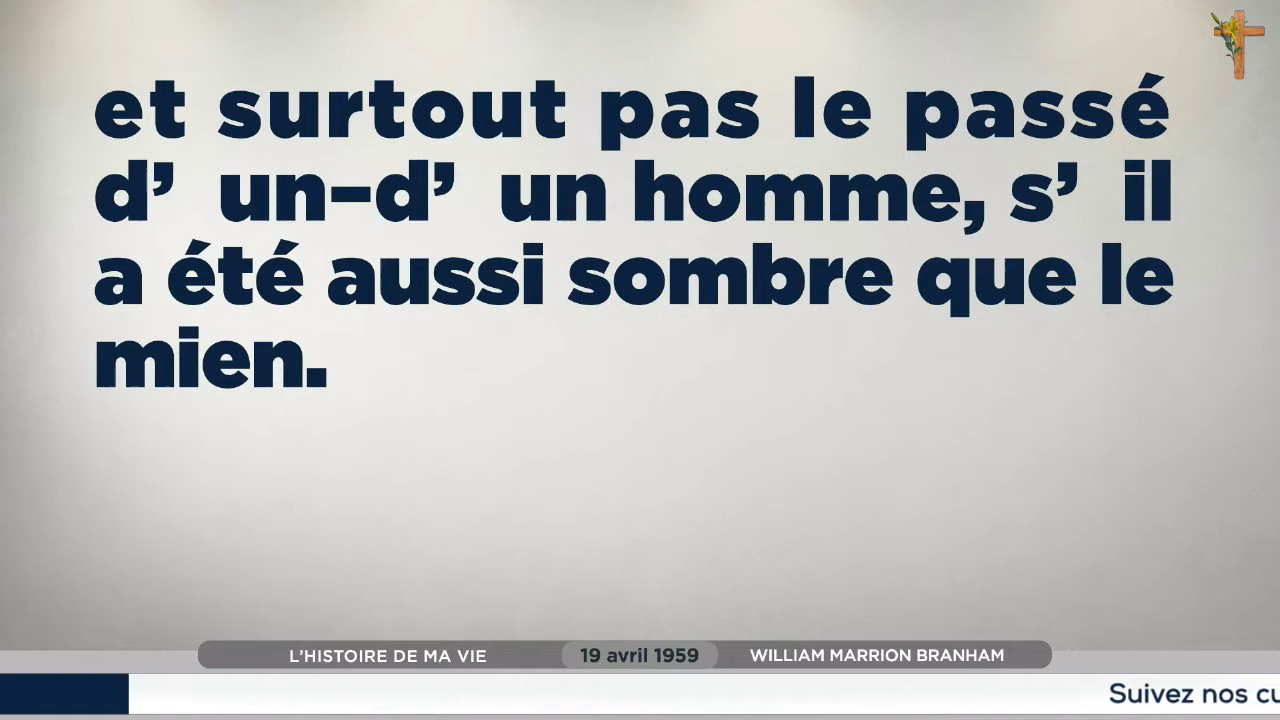 et surtout pas le passé
d’ un–d’ un homme, s’ il
a été aussi sombre que le
mien.
L’HISTOIRE DE MA VIE
19 avril 1959
WILLIAM MARRION BRANHAM
Suivez nos